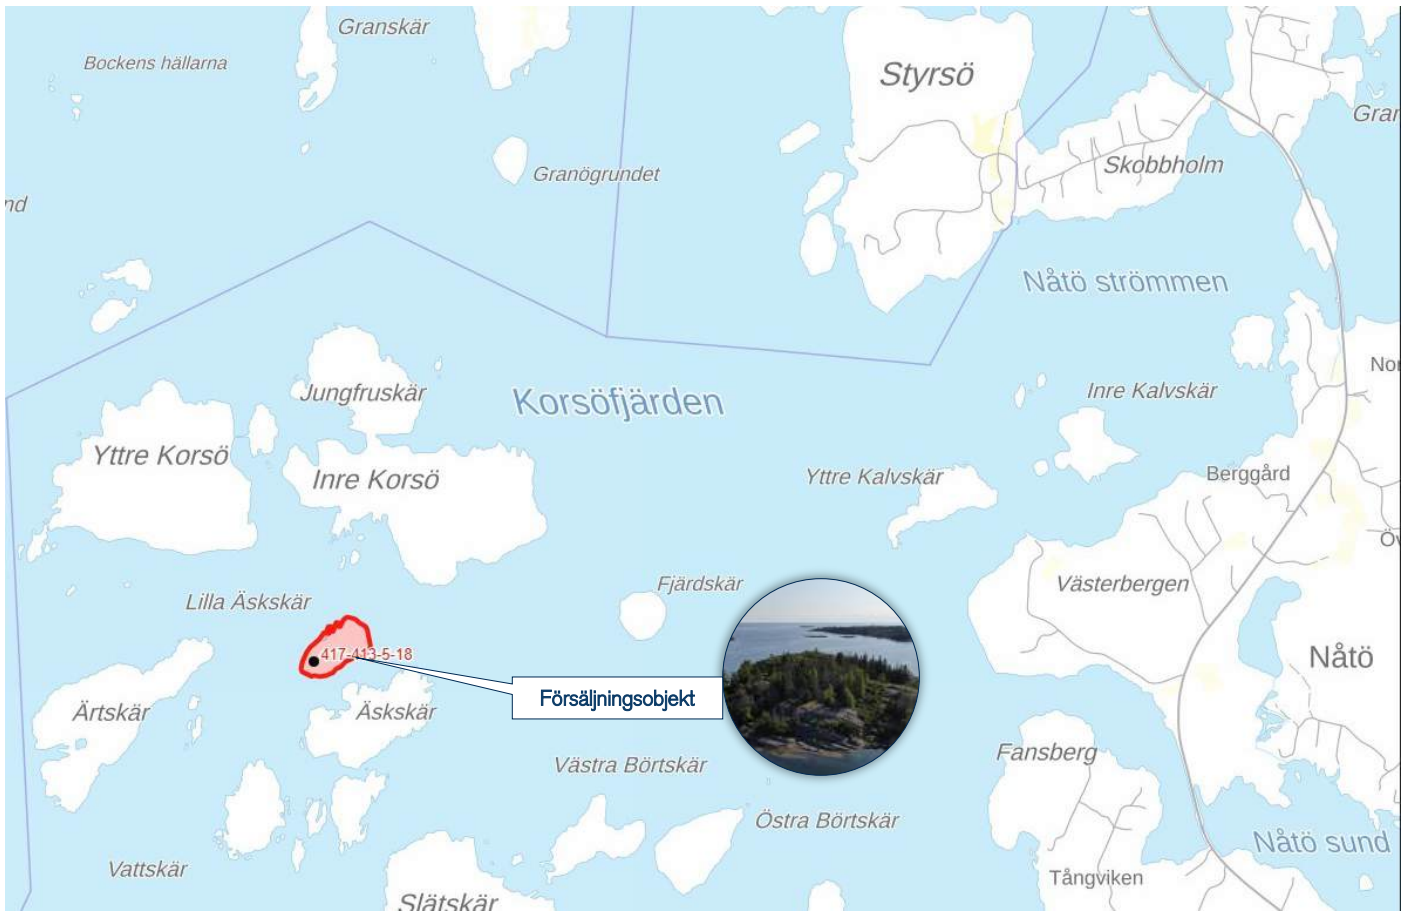 Granskär
Bockens hällarna
Styrsö
Gran
Skobbholm
Granögrundet
nd
Nåtö strömmen
Nor
Jungfruskär
Korsöfjärden
Inre Kalvskär
Yttre Korsö
Inre Korsö
Yttre Kalvskär
Berggård
Öv
Fjärdskär
Västerbergen
Lilla Äskskär
417-413-5-18
Nåtö
Försäljningsobjekt
Ärtskär
Äskskär
Fansberg
Västra Börtskär
Östra Börtskär
Nåtö sund
Vattskär
Tångviken
Slätskär